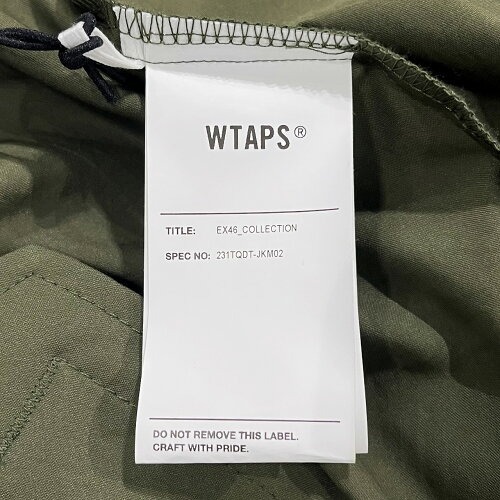 WTAPS®
TITLE: EX46_COLLECTION
SPEC NO: 231TQDT-JKM02
DO NOT REMOVE THIS LABEL.
CRAFT WITH PRIDE.